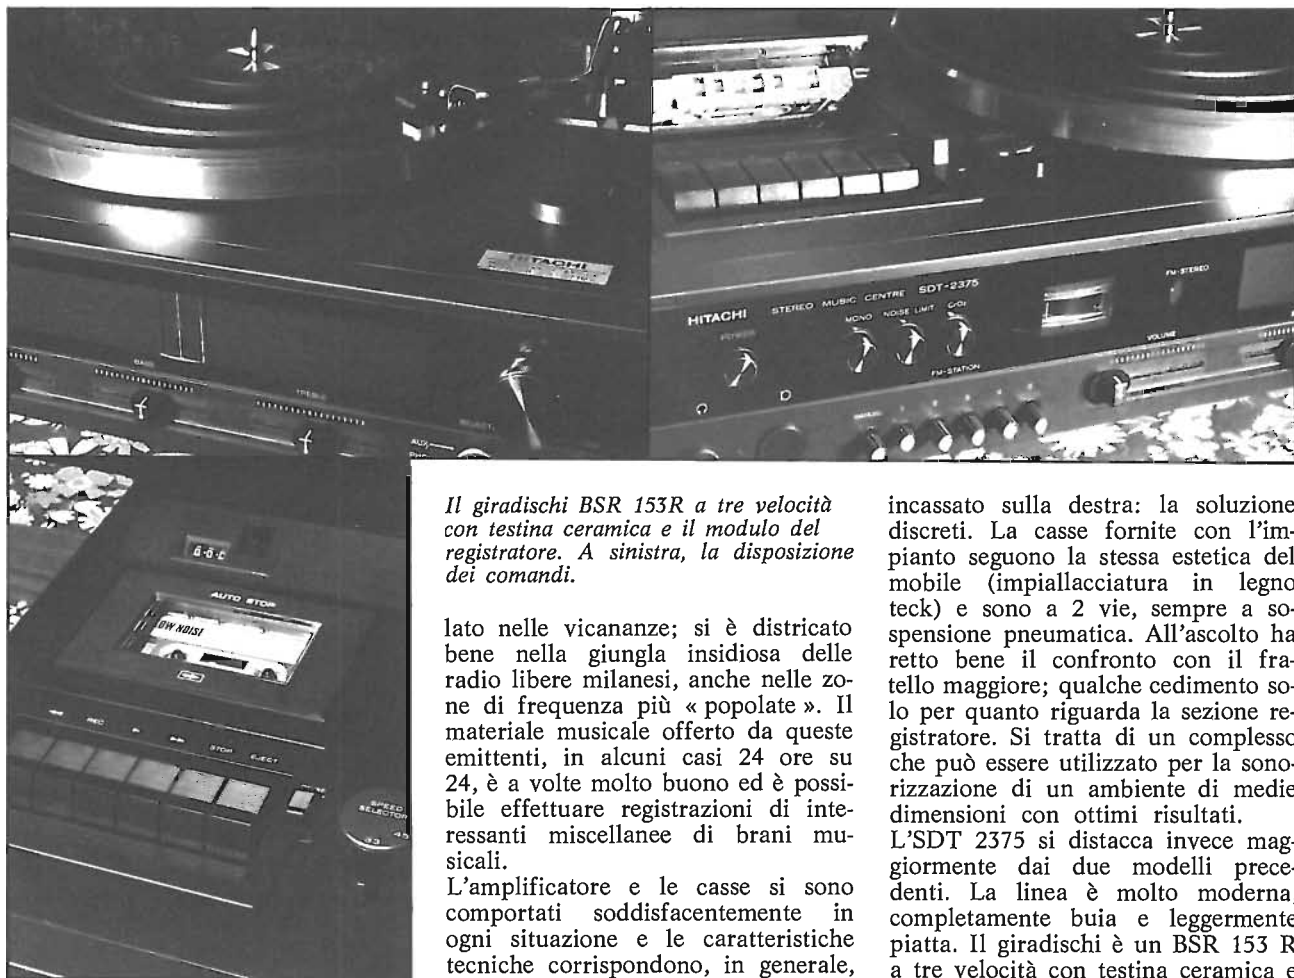 HITACHI
BASS
TREBLE
SELECT
AUX
HITACHI STEREO MUSIC CENTRE SDT-2375
POWER
MONO NOISE LIMIT CrO₂
FM-STEREO
VOLUME
FM-STATION
AUTO STOP
LOW NOISE
REC
STOP
EJECT
SPEED
SELECTOR
45
33
Il giradischi BSR 153R a tre velocità
con testina ceramica e il modulo del
registratore. A sinistra, la disposizione
dei comandi.
lato nelle vicananze; si è districato
bene nella giungla insidiosa delle
radio libere milanesi, anche nelle zo-
ne di frequenza più « popolate ». Il
materiale musicale offerto da queste
emittenti, in alcuni casi 24 ore su
24, è a volte molto buono ed è possi-
bile effettuare registrazioni di inte-
ressanti miscellanee di brani mu-
sicali.
L'amplificatore e le casse si sono
comportati soddisfacentemente in
ogni situazione e le caratteristiche
tecniche corrispondono, in generale,
incassato sulla destra: la soluzione
discreti. La casse fornite con l'im-
pianto seguono la stessa estetica del
mobile (impiallacciatura in legno
teck) e sono a 2 vie, sempre a so-
spensione pneumatica. All'ascolto ha
retto bene il confronto con il fra-
tello maggiore; qualche cedimento so-
lo per quanto riguarda la sezione re-
gistratore. Si tratta di un complesso
che può essere utilizzato per la sono-
rizzazione di un ambiente di medie
dimensioni con ottimi risultati.
L'SDT 2375 si distacca invece mag-
giormente dai due modelli prece-
denti. La linea è molto moderna,
completamente buia e leggermente
piatta. Il giradischi è un BSR 153 R
a tre velocità con testina ceramica e